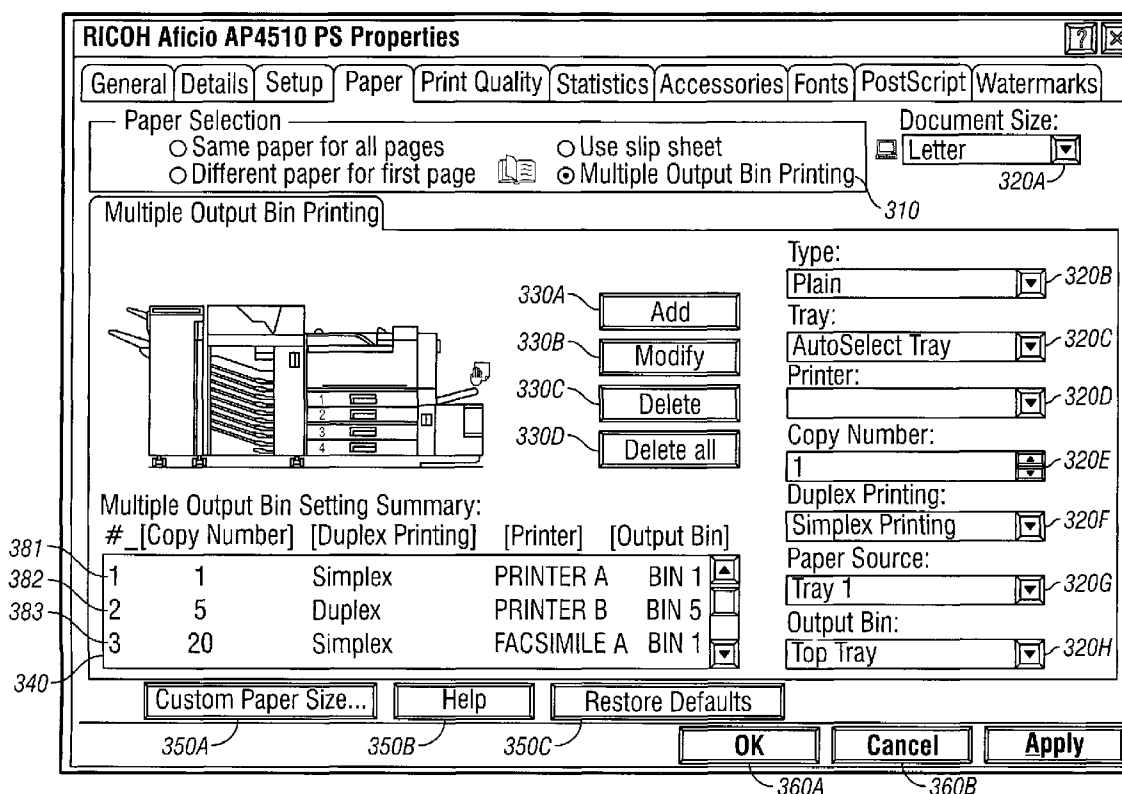 RICOH Aficio AP4510 PS Properties ?
General Details Setup Paper Print Quality Statistics Accessories Fonts PostScript Watermarks
Paper Selection
Same paper for all pages
Different paper for first page
Use slip sheet
Multiple Output Bin Printing
310
Document Size:
Letter
320A
Multiple Output Bin Printing
1
2
3
4
330A Add
330B Modify
330C Delete
330D Delete all
Type:
Plain 320B
Tray:
AutoSelect Tray 320C
Printer:
320D
Copy Number:
1 320E
Duplex Printing:
Simplex Printing 320F
Paper Source:
Tray 1 320G
Output Bin:
Top Tray 320H
Multiple Output Bin Setting Summary:
#_[Copy Number] [Duplex Printing] [Printer] [Output Bin]
381 1 1 Simplex PRINTER A BIN 1
382 2 5 Duplex PRINTER B BIN 5
383 3 20 Simplex FACSIMILE A BIN 1
340
Custom Paper Size... Help Restore Defaults
350A 350B 350C
OK Cancel Apply
360A 360B